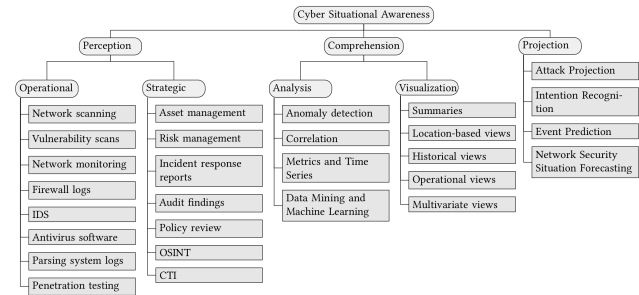 Cyber Situational Awareness
Perception
Comprehension
Projection
Operational
Strategic
Analysis
Visualization
Network scanning
Vulnerability scans
Network monitoring
Firewall logs
IDS
Antivirus software
Parsing system logs
Penetration testing
Asset management
Risk management
Incident response
reports
Audit findings
Policy review
OSINT
CTI
Anomaly detection
Correlation
Metrics and Time
Series
Data Mining and
Machine Learning
Summaries
Location-based views
Historical views
Operational views
Multivariate views
Attack Projection
Intention Recogni-
tion
Event Prediction
Network Security
Situation Forecasting